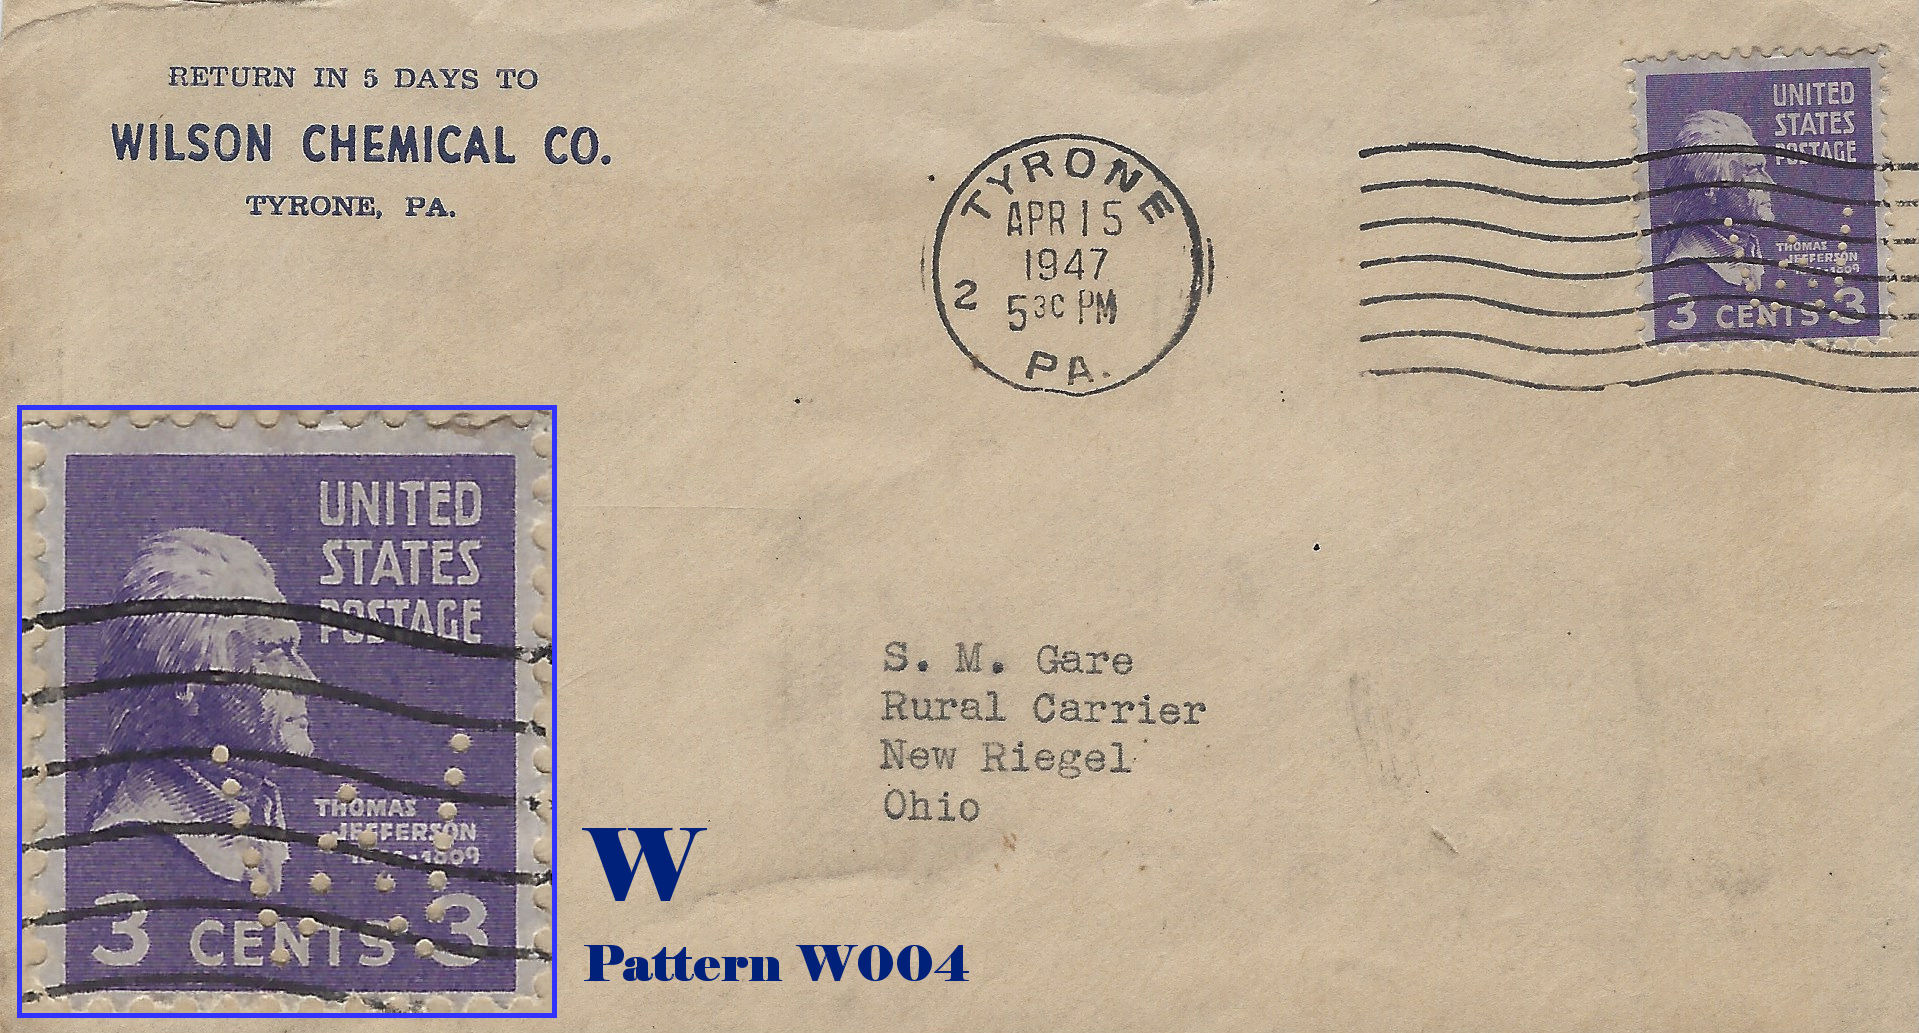 RETURN IN 5 DAYS TO
WILSON CHEMICAL CO.
TYRONE, PA.
TYRONE
APR 15
1947
2 5 30 PM
PA.
UNITED
STATES
POSTAGE
THOMAS
JEFFERSON
3 CENTS 3
UNITED
STATES
POSTAGE
THOMAS
JEFFERSON
3 CENTS 3
S. M. Gare
Rural Carrier
New Riegel
Ohio
W
Pattern W004